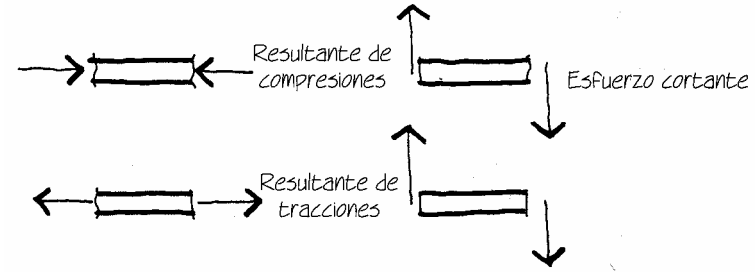 Resultante de
compresiones
Esfuerzo cortante
Resultante de
tracciones